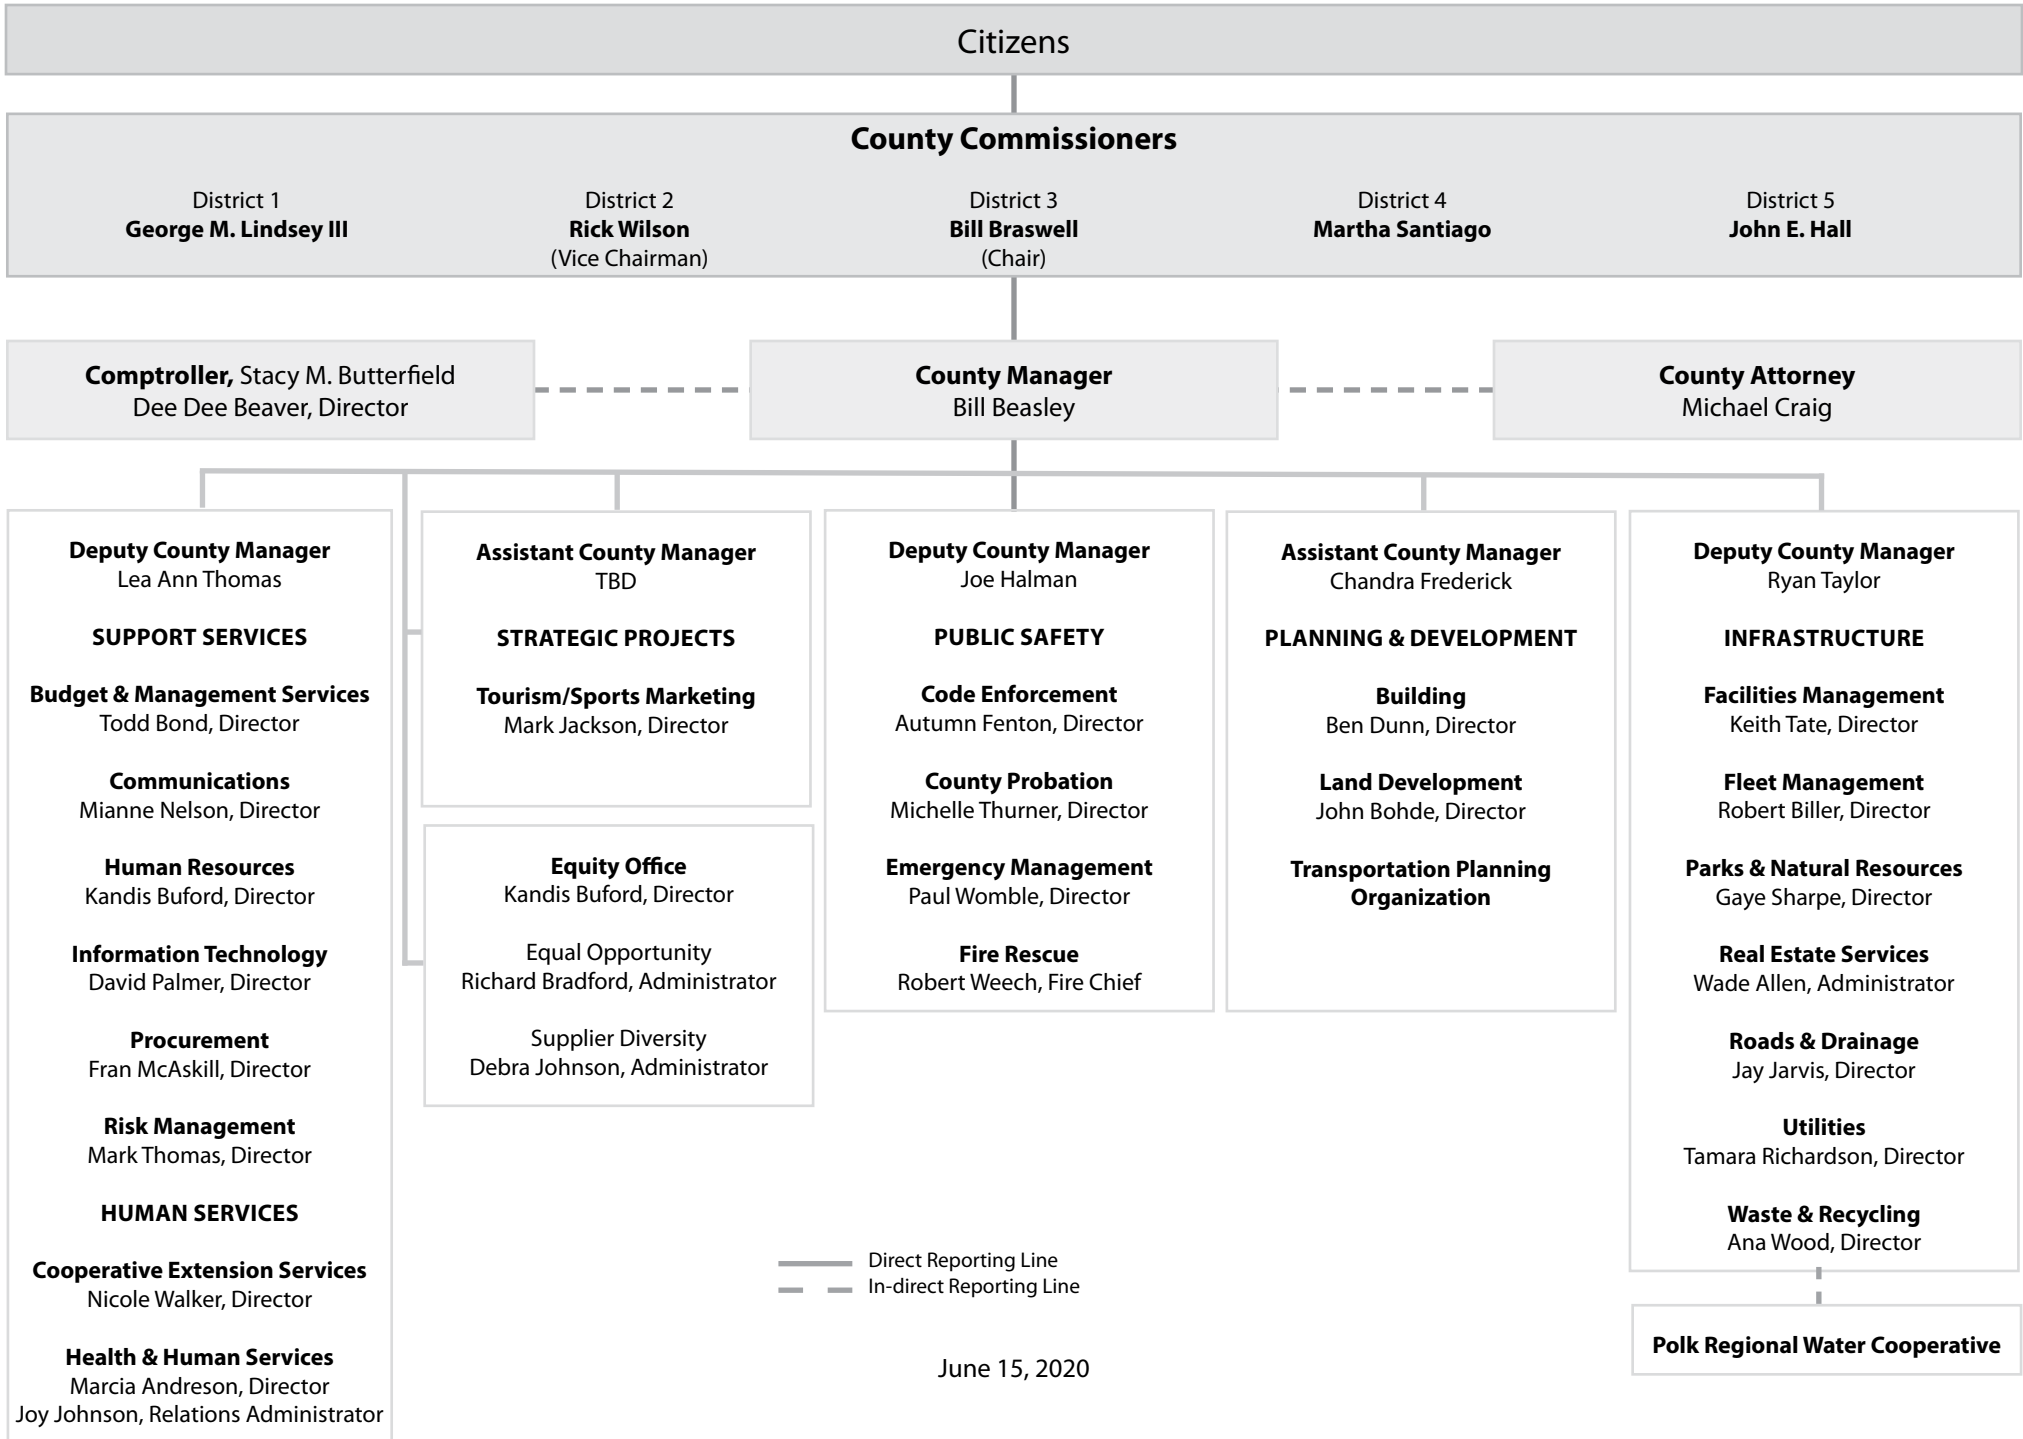 Citizens
County Commissioners
District 1
George M. Lindsey III
District 2
Rick Wilson
(Vice Chairman)
District 3
Bill Braswell
(Chair)
District 4
Martha Santiago
District 5
John E. Hall
Comptroller, Stacy M. Butterfield
Dee Dee Beaver, Director
County Manager
Bill Beasley
County Attorney
Michael Craig
Deputy County Manager
Lea Ann Thomas
SUPPORT SERVICES
Budget & Management Services
Todd Bond, Director
Communications
Mianne Nelson, Director
Human Resources
Kandis Buford, Director
Information Technology
David Palmer, Director
Procurement
Fran McAskill, Director
Risk Management
Mark Thomas, Director
HUMAN SERVICES
Cooperative Extension Services
Nicole Walker, Director
Health & Human Services
Marcia Andreson, Director
Joy Johnson, Relations Administrator
Assistant County Manager
TBD
STRATEGIC PROJECTS
Tourism/Sports Marketing
Mark Jackson, Director
Equity Office
Kandis Buford, Director
Equal Opportunity
Richard Bradford, Administrator
Supplier Diversity
Debra Johnson, Administrator
Deputy County Manager
Joe Halman
PUBLIC SAFETY
Code Enforcement
Autumn Fenton, Director
County Probation
Michelle Thurner, Director
Emergency Management
Paul Womble, Director
Fire Rescue
Robert Weech, Fire Chief
Assistant County Manager
Chandra Frederick
PLANNING & DEVELOPMENT
Building
Ben Dunn, Director
Land Development
John Bohde, Director
Transportation Planning
Organization
Deputy County Manager
Ryan Taylor
INFRASTRUCTURE
Facilities Management
Keith Tate, Director
Fleet Management
Robert Biller, Director
Parks & Natural Resources
Gaye Sharpe, Director
Real Estate Services
Wade Allen, Administrator
Roads & Drainage
Jay Jarvis, Director
Utilities
Tamara Richardson, Director
Waste & Recycling
Ana Wood, Director
Polk Regional Water Cooperative
Direct Reporting Line
In-direct Reporting Line
June 15, 2020